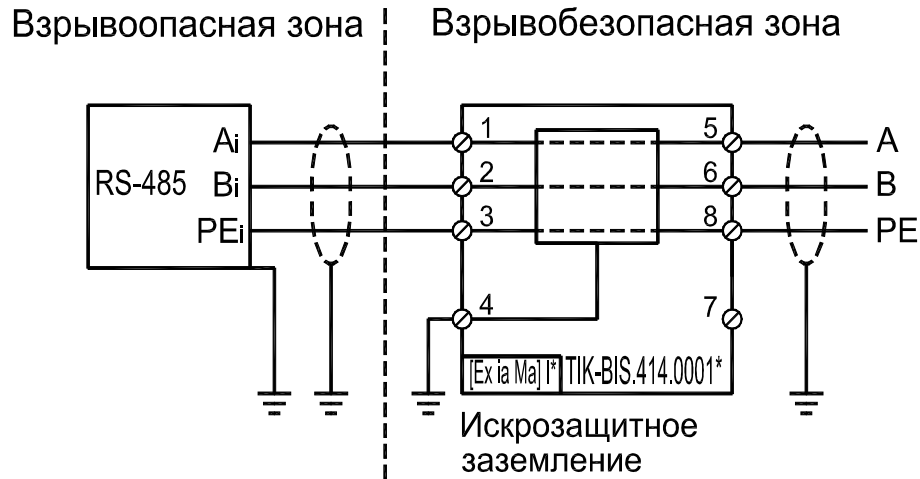 Взрывоопасная зона
Взрывобезопасная зона
RS-485
Ai
Bi
PEi
1
2
3
4
5
6
8
7
A
B
PE
[Ex ia Ma] I*
TIK-BIS.414.0001*
Искрозащитное
заземление